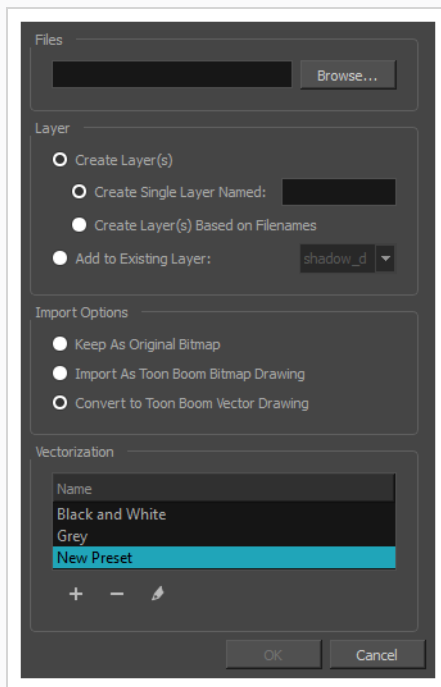 Files
Browse...
Layer
Create Layer(s)
Create Single Layer Named:
Create Layer(s) Based on Filenames
Add to Existing Layer: shadow_d
Import Options
Keep As Original Bitmap
Import As Toon Boom Bitmap Drawing
Convert to Toon Boom Vector Drawing
Vectorization
Name
Black and White
Grey
New Preset
OK Cancel